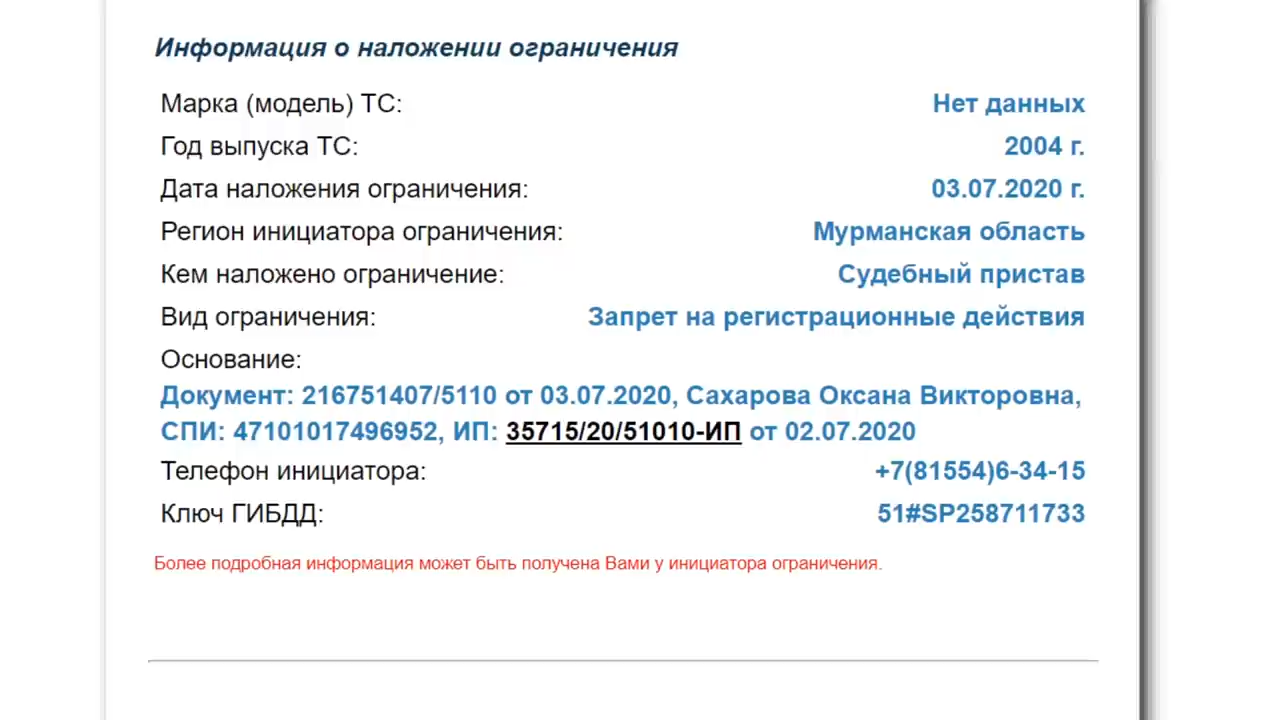 Информация о наложении ограничения
Марка (модель) ТС: Нет данных
Год выпуска ТС: 2004 г.
Дата наложения ограничения: 03.07.2020 г.
Регион инициатора ограничения: Мурманская область
Кем наложено ограничение: Судебный пристав
Вид ограничения: Запрет на регистрационные действия
Основание:
Документ: 216751407/5110 от 03.07.2020, Сахарова Оксана Викторовна,
СПИ: 47101017496952, ИП: 35715/20/51010-ИП от 02.07.2020
Телефон инициатора: +7(81554)6-34-15
Ключ ГИБДД: 51#SP258711733
Более подробная информация может быть получена Вами у инициатора ограничения.